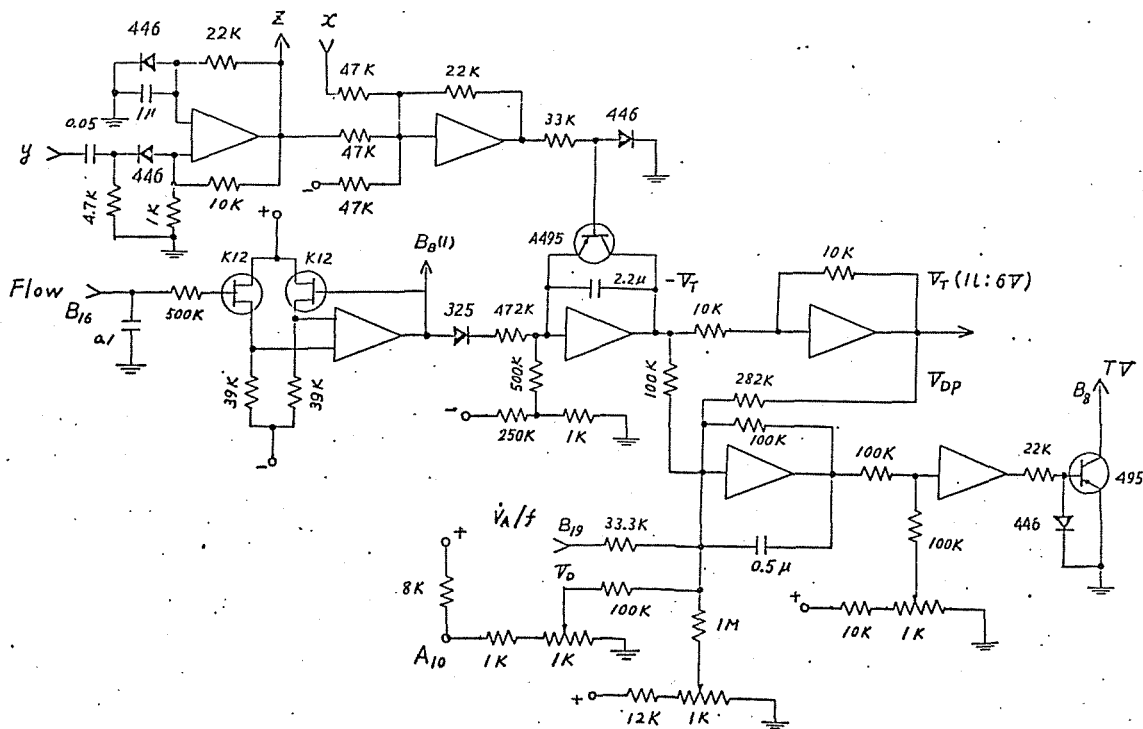 446
22K
Z
x
1μ
47K
22K
0.05
33K
446
y
446
47K
4.7K
1K
10K
+
-
47K
K12
K12
B8(1)
A495
2.2μ
-VT
10K
VT (1L:6V)
Flow
B16
500K
0.1
325
472K
10K
39K
39K
500K
100K
282K
VDP
TV
B8
-
-
250K
1K
100K
100K
22K
495
V̇A/f
B19
33.3K
0.5μ
446
100K
+
VD
8K
100K
1M
+
10K
1K
A10
1K
1K
+
12K
1K